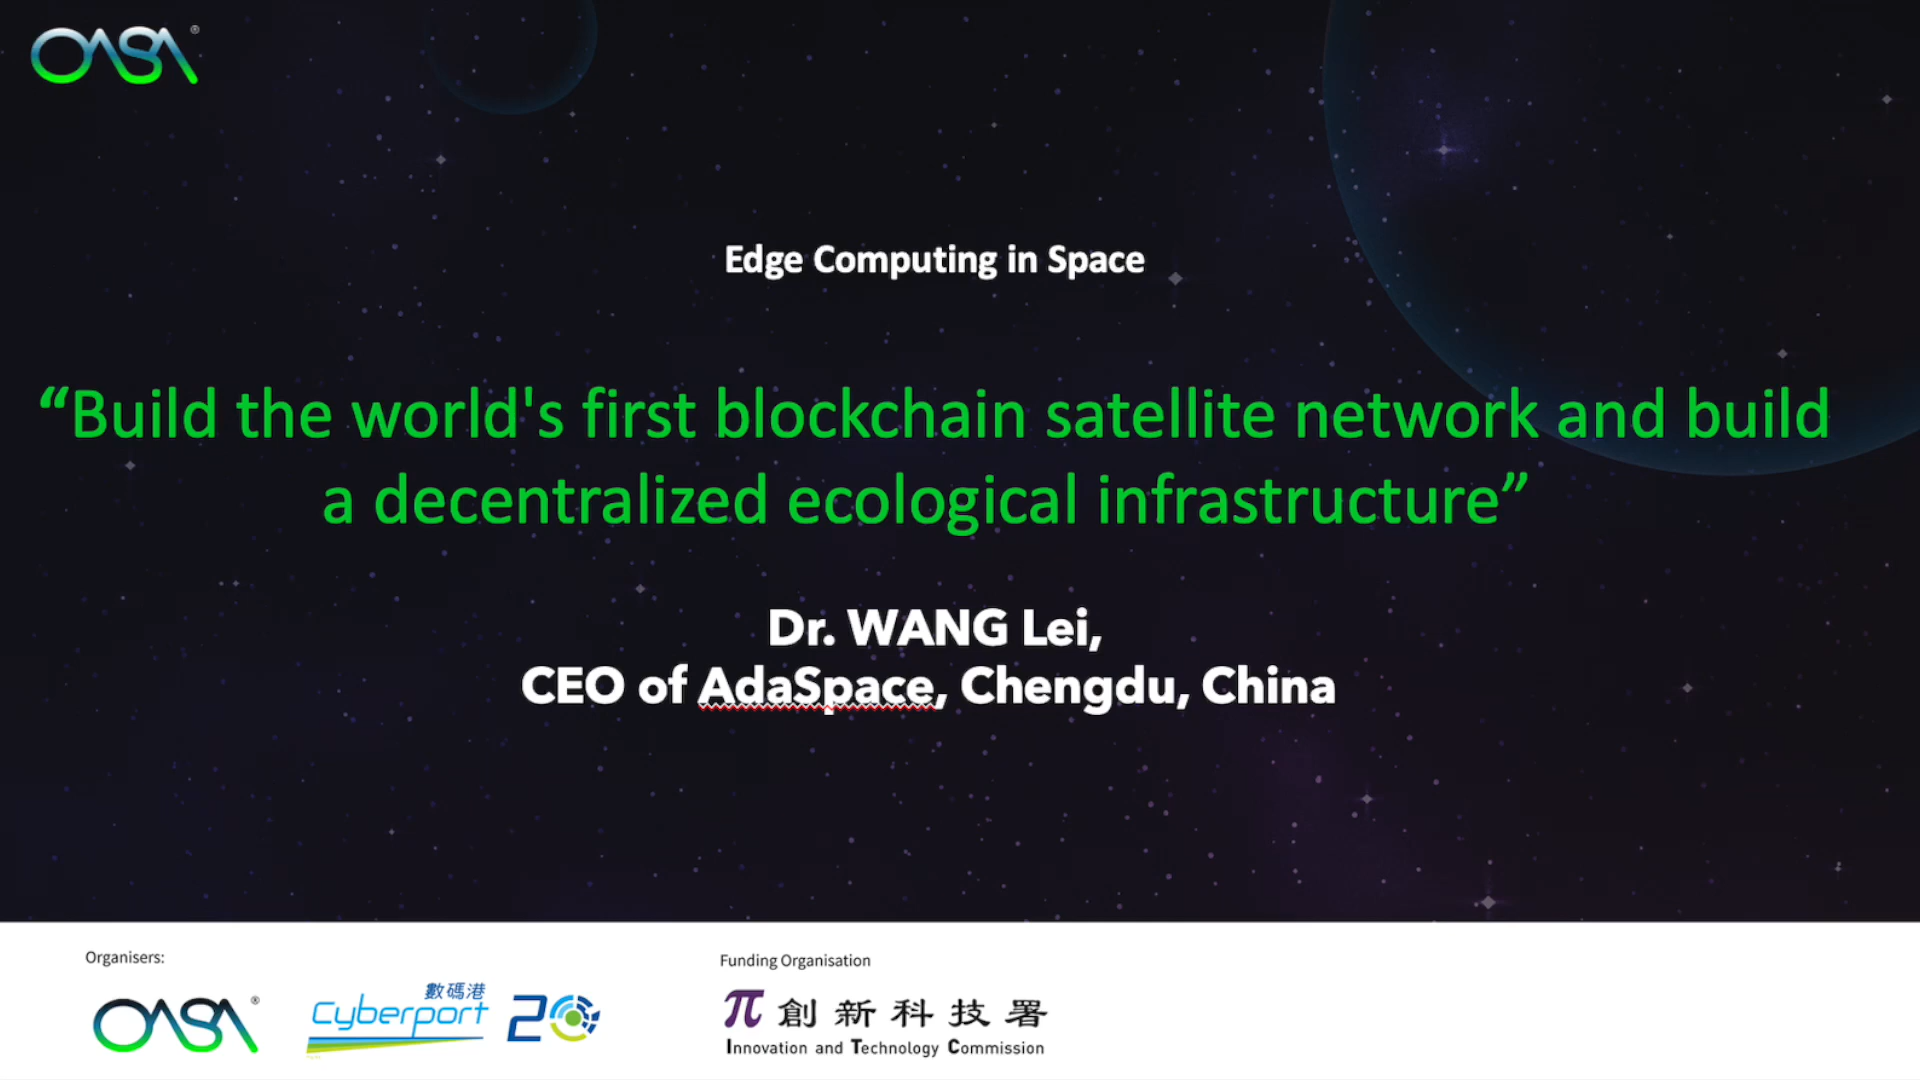 OASA®
Edge Computing in Space
“Build the world's first blockchain satellite network and build
a decentralized ecological infrastructure”
Dr. WANG Lei,
CEO of AdaSpace, Chengdu, China
Organisers:
Funding Organisation
OASA®
數碼港
Cyberport 20
創新科技署
Innovation and Technology Commission